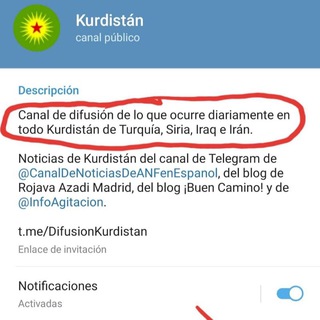 Kurdistán
canal público
Descripción
Canal de difusión de lo que ocurre diariamente en
todo Kurdistán de Turquía, Siria, Iraq e Irán.
Noticias de Kurdistán del canal de Telegram de
@CanalDeNoticiasDeANFenEspanol, del blog de
Rojava Azadi Madrid, del blog ¡Buen Camino! y de
@InfoAgitacion.
t.me/DifusionKurdistan
Enlace de invitación
Notificaciones
Activadas